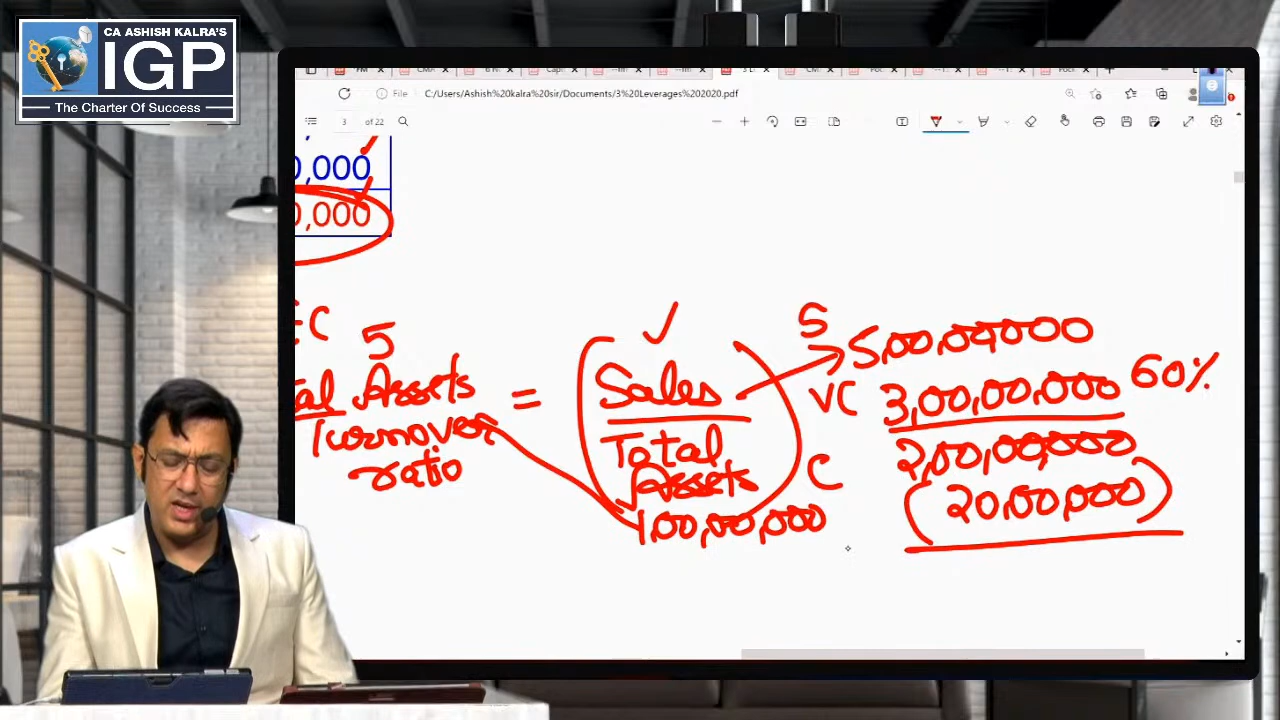 CA ASHISH KALRA'S
IGP
The Charter Of Success
File C:/Users/Ashish%20kalra%20sir/Documents/3%20Leverages%202020.pdf
3 of 22
0,000
0,000
5
Assets = Sales
Turnover Total
ratio Assets
1,00,00,000
S 5,00,00,000
VC 3,00,00,000 60%
C 2,00,00,000
(20,00,000)